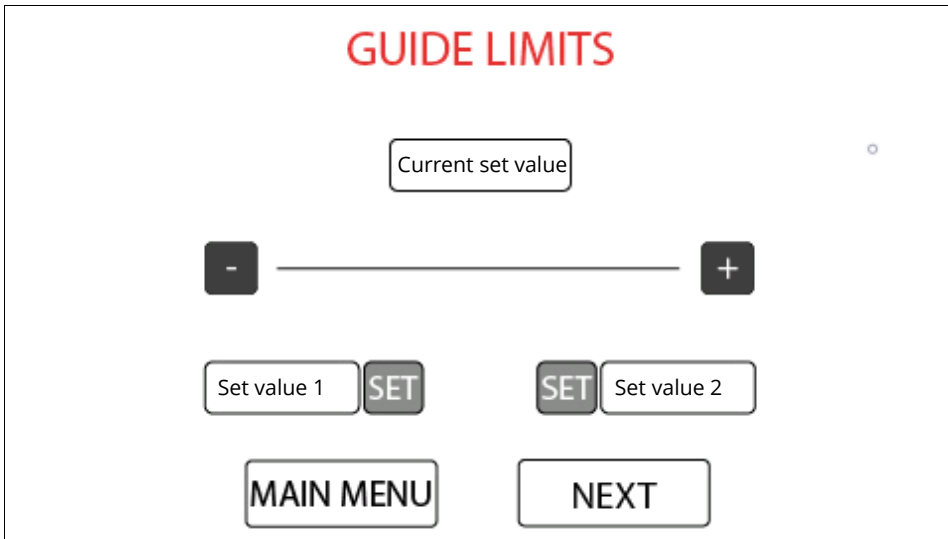 GUIDE LIMITS
Current set value
- +
Set value 1 SET SET Set value 2
MAIN MENU NEXT